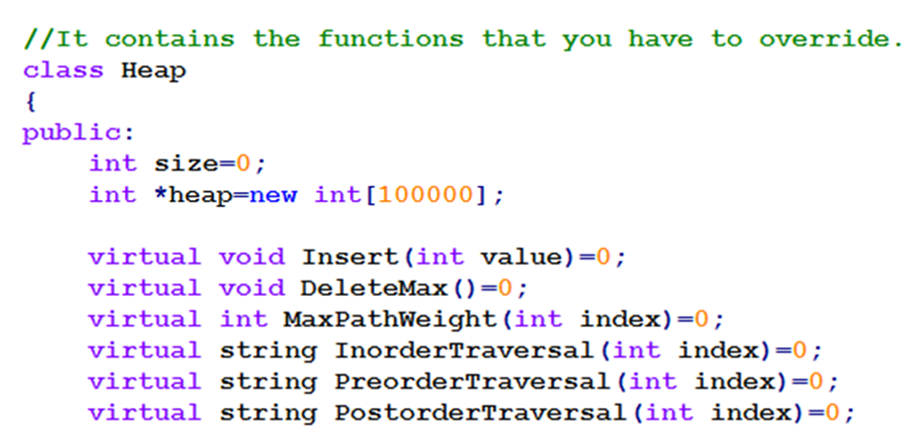 //It contains the functions that you have to override.
class Heap
{
public:
    int size=0;
    int *heap=new int[100000];
    virtual void Insert(int value)=0;
    virtual void DeleteMax()=0;
    virtual int MaxPathWeight(int index)=0;
    virtual string InorderTraversal(int index)=0;
    virtual string PreorderTraversal(int index)=0;
    virtual string PostorderTraversal(int index)=0;